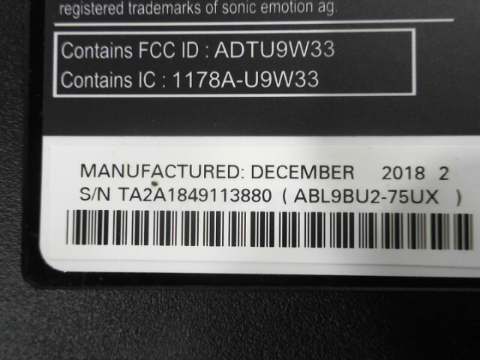 registered trademarks of sonic emotion ag.
Contains FCC ID : ADTU9W33
Contains IC : 1178A-U9W33
MANUFACTURED: DECEMBER 2018 2
S/N TA2A1849113880 ( ABL9BU2-75UX )